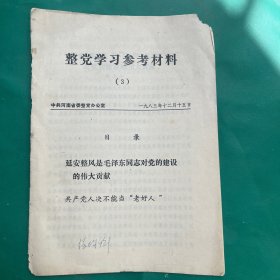 整党学习参考材料
（3）
中共河南省委整党办公室 一九八三年十二月十五日
目 录
延安整风是毛泽东同志对党的建设
的伟大贡献
共产党人决不能当“老好人”